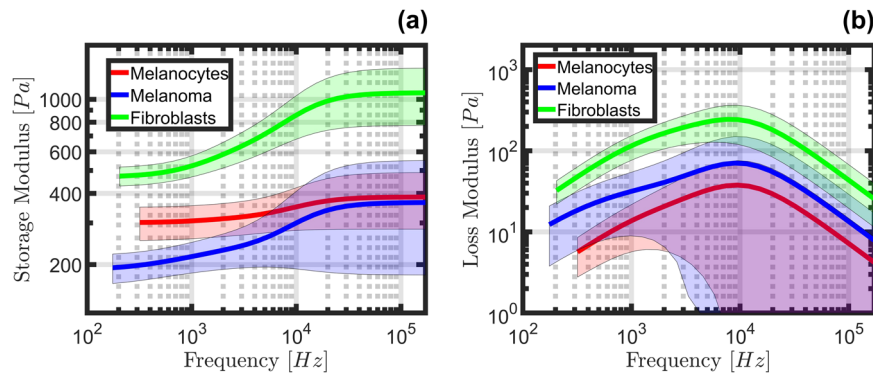 (a)
Storage Modulus [Pa]
1000
800
600
400
200
Melanocytes
Melanoma
Fibroblasts
10^2
10^3
10^4
10^5
Frequency [Hz]
(b)
Loss Modulus [Pa]
10^3
10^2
10^1
10^0
Melanocytes
Melanoma
Fibroblasts
10^2
10^3
10^4
10^5
Frequency [Hz]